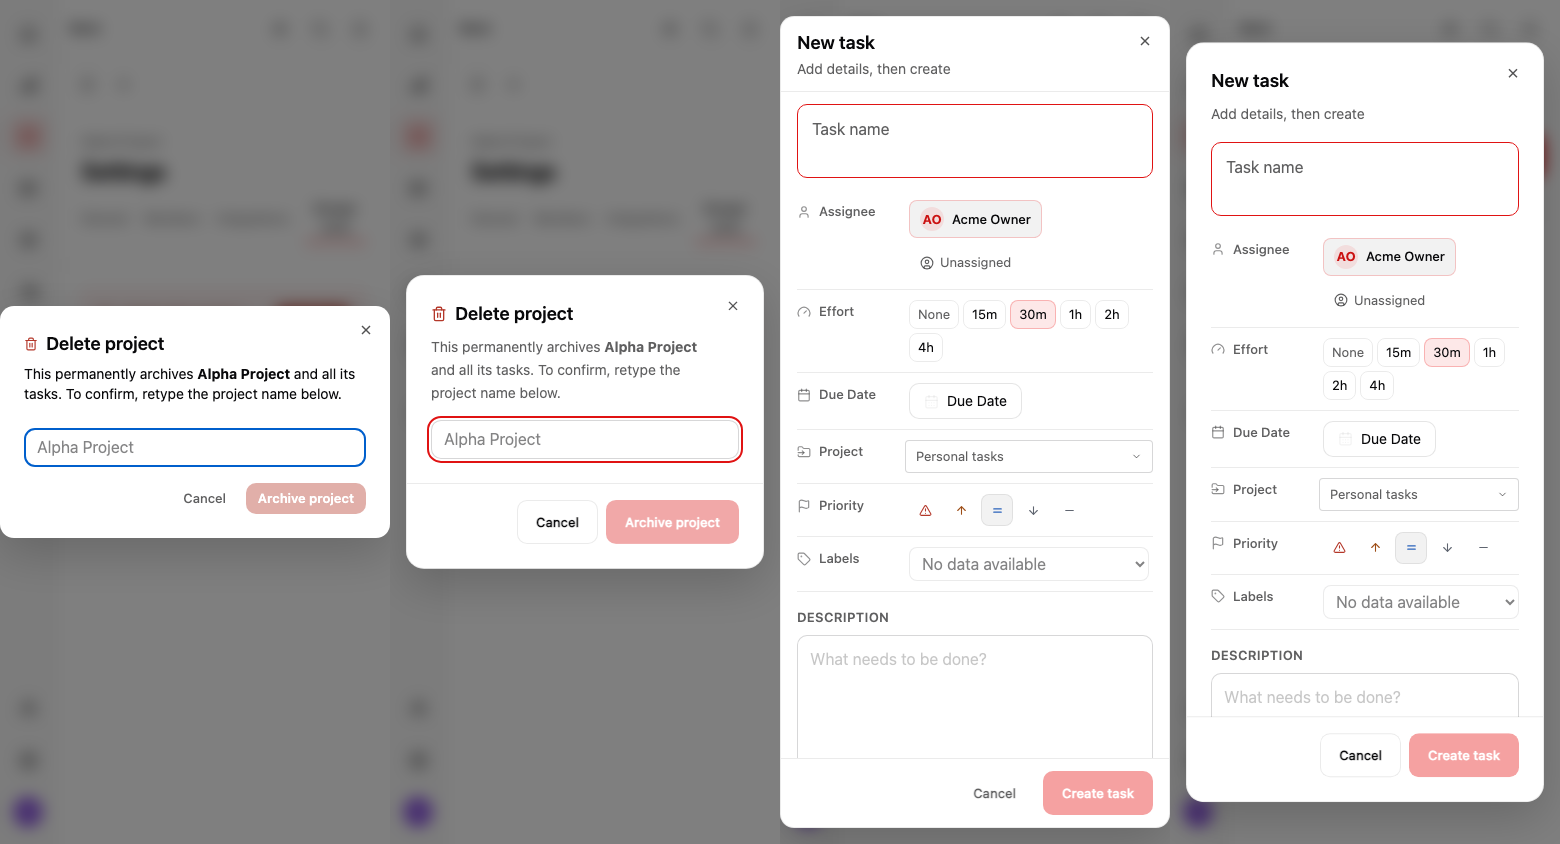 Settings
Delete project
This permanently archives Alpha Project and all its
tasks. To confirm, retype the project name below.
Alpha Project
Cancel
Archive project
Settings
Delete project
This permanently archives Alpha Project
and all its tasks. To confirm, retype the
project name below.
Alpha Project
Cancel
Archive project
New task
Add details, then create
Task name
Assignee
AO Acme Owner
Unassigned
Effort
None 15m 30m 1h 2h
4h
Due Date
Due Date
Project
Personal tasks
Priority
Labels
No data available
DESCRIPTION
What needs to be done?
Cancel
Create task
New task
Add details, then create
Task name
Assignee
AO Acme Owner
Unassigned
Effort
None 15m 30m 1h
2h 4h
Due Date
Due Date
Project
Personal tasks
Priority
Labels
No data available
DESCRIPTION
What needs to be done?
Cancel
Create task